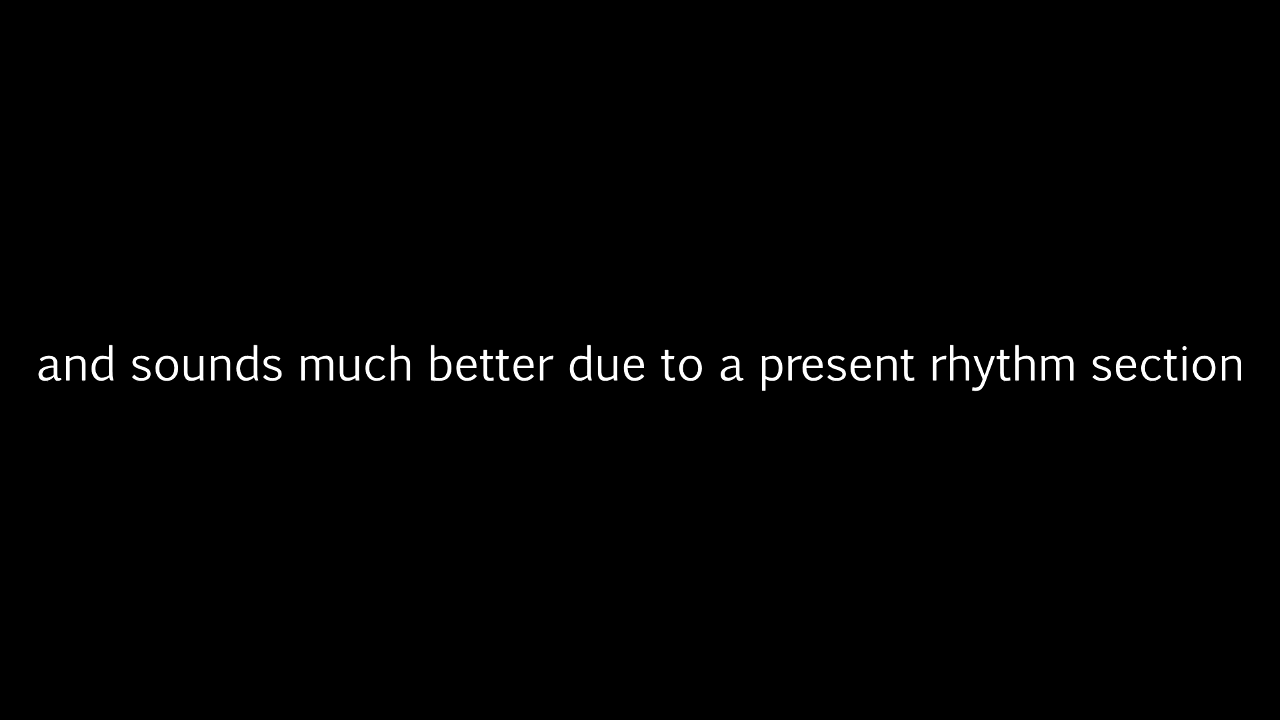 and sounds much better due to a present rhythm section